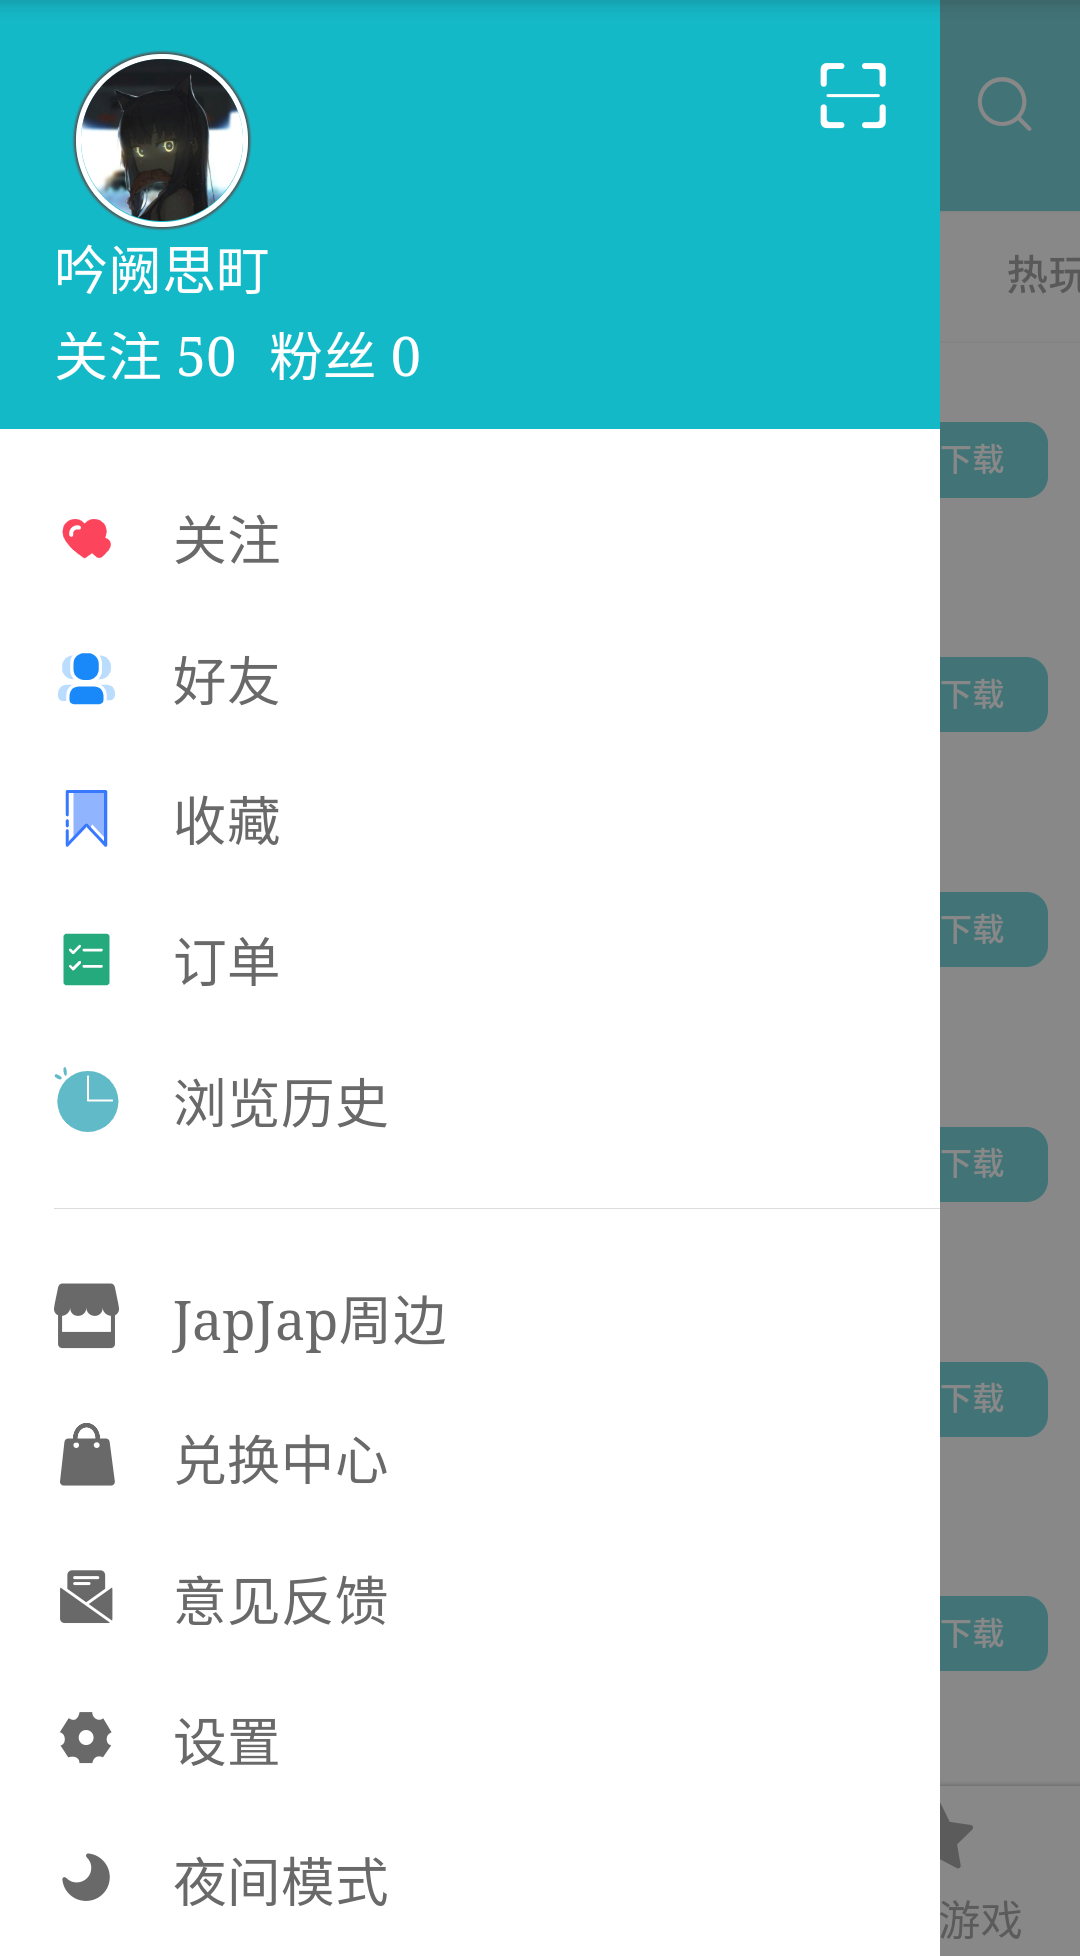 吟阙思町
关注 50 粉丝 0
关注
好友
收藏
订单
浏览历史
JapJap周边
兑换中心
意见反馈
设置
夜间模式
热玩
下载
下载
下载
下载
下载
下载
游戏